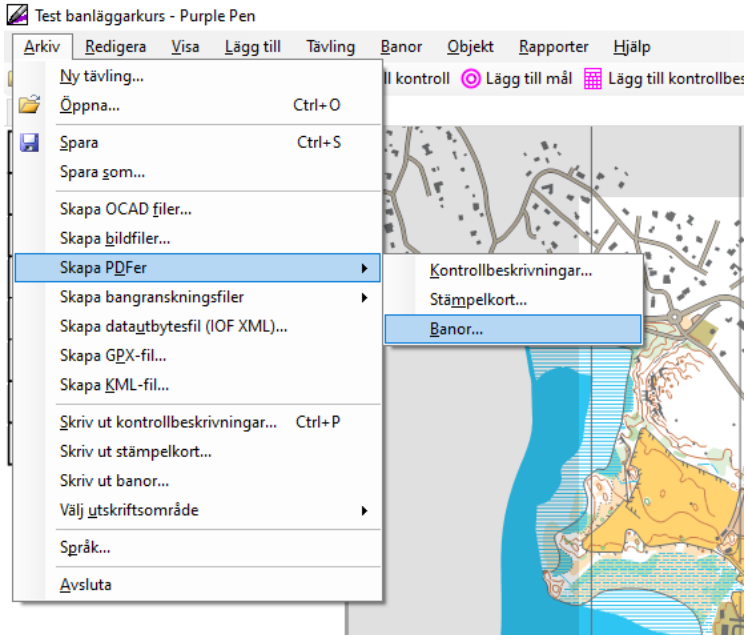 Test banläggarkurs - Purple Pen
Arkiv Redigera Visa Lägg till Tävling Banor Objekt Rapporter Hjälp
kontroll Lägg till mål Lägg till
Ny tävling...
Öppna... Ctrl+O
Spara Ctrl+S
Spara som...
Skapa OCAD filer...
Skapa bildfiler...
Skapa PDFer
Kontrollbeskrivningar...
Stämpelkort...
Banor...
Skapa bangranskningsfiler
Skapa datautbytesfil (IOF XML)...
Skapa GPX-fil...
Skapa KML-fil...
Skriv ut kontrollbeskrivningar... Ctrl+P
Skriv ut stämpelkort...
Skriv ut banor...
Välj utskriftsområde
Språk...
Avsluta